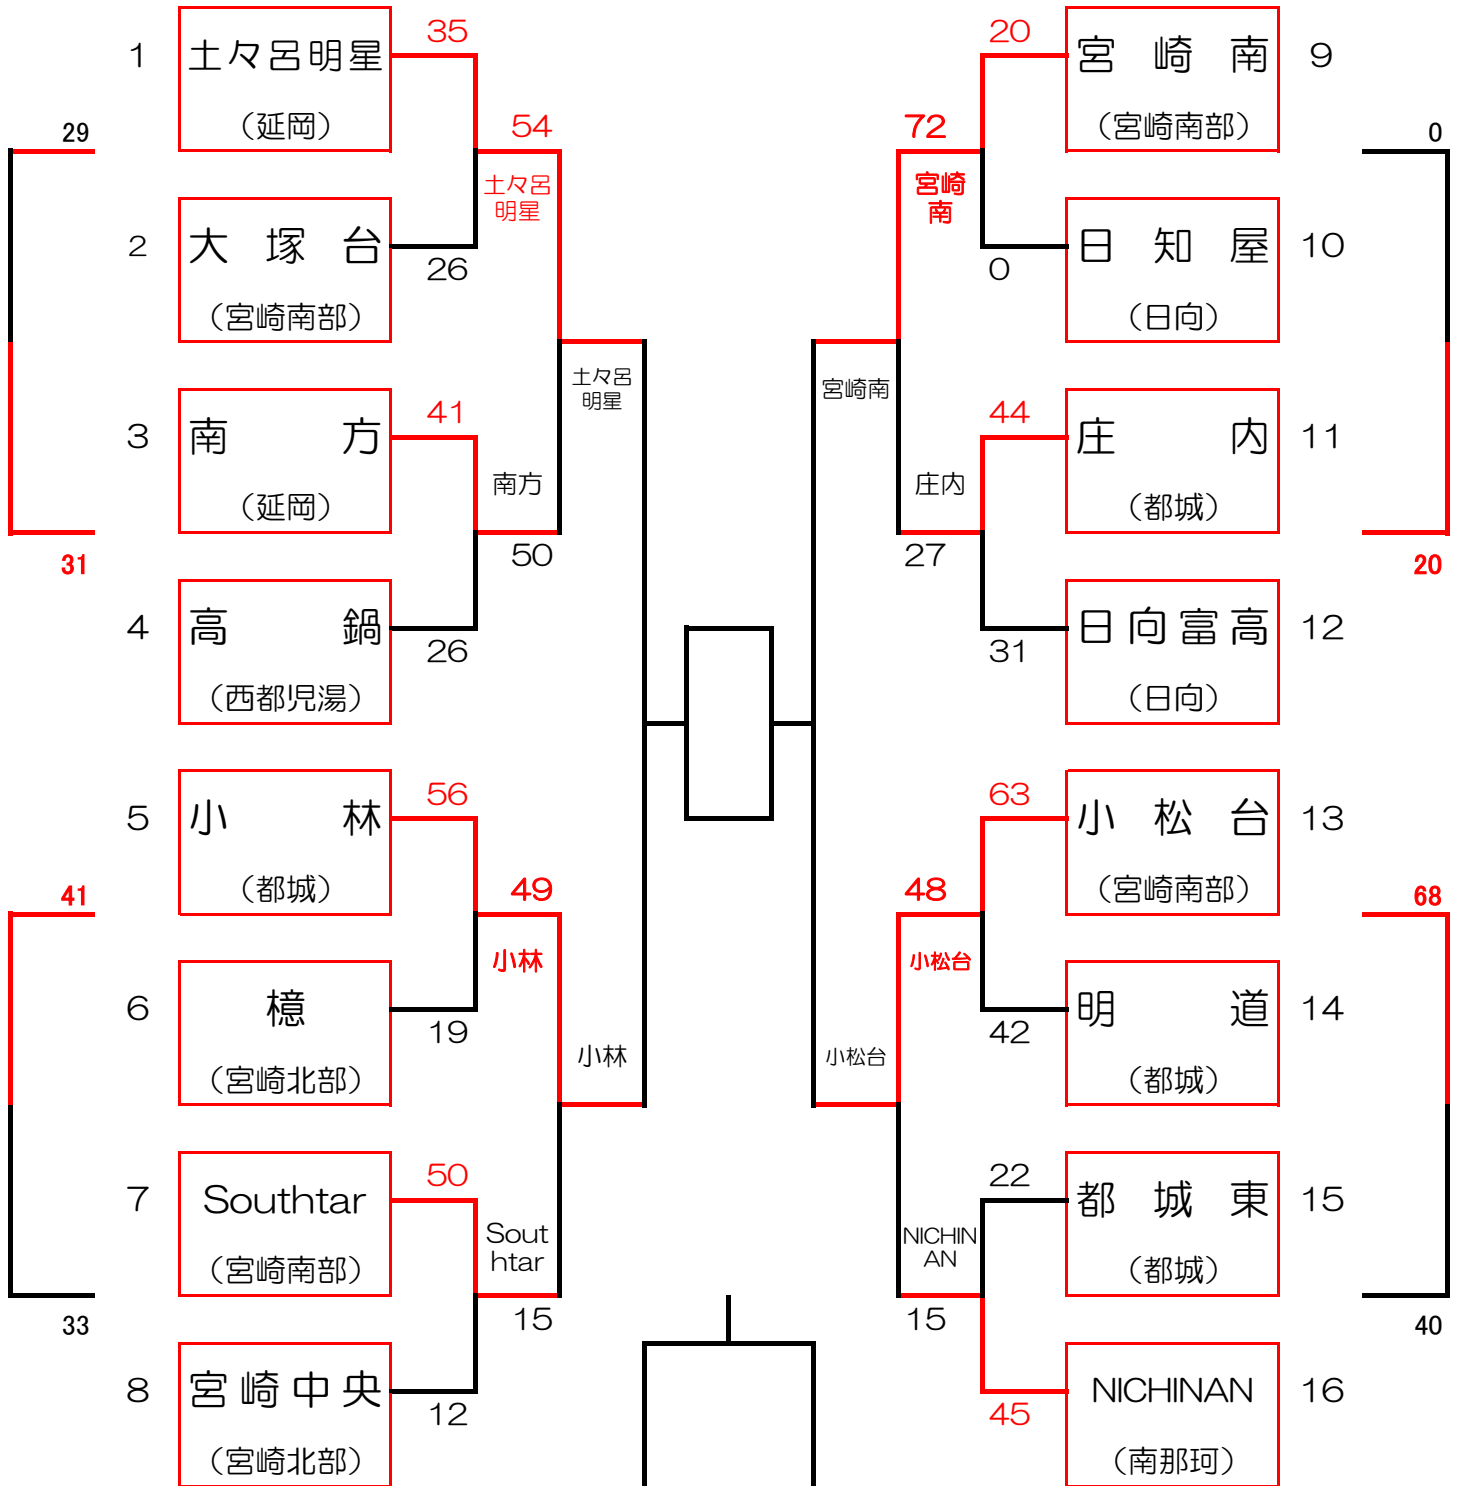 1
土々呂明星
（延岡）
35
29
54
土々呂
明星
2
大塚台
（宮崎南部）
26
土々呂
明星
3
南方
（延岡）
41
南方
50
31
4
高鍋
（西都児湯）
26
5
小林
（都城）
56
41
49
小林
6
檍
（宮崎北部）
19
小林
7
Southtar
（宮崎南部）
50
Sout
htar
15
33
8
宮崎中央
（宮崎北部）
12
20
宮崎南
9
（宮崎南部）
72
0
宮崎
南
日知屋
10
（日向）
0
宮崎南
44
庄内
11
（都城）
庄内
27
20
日向富高
12
（日向）
31
63
小松台
13
（宮崎南部）
48
68
小松台
明道
14
（都城）
42
小松台
22
都城東
15
（都城）
NICHIN
AN
15
40
NICHINAN
16
（南那珂）
45